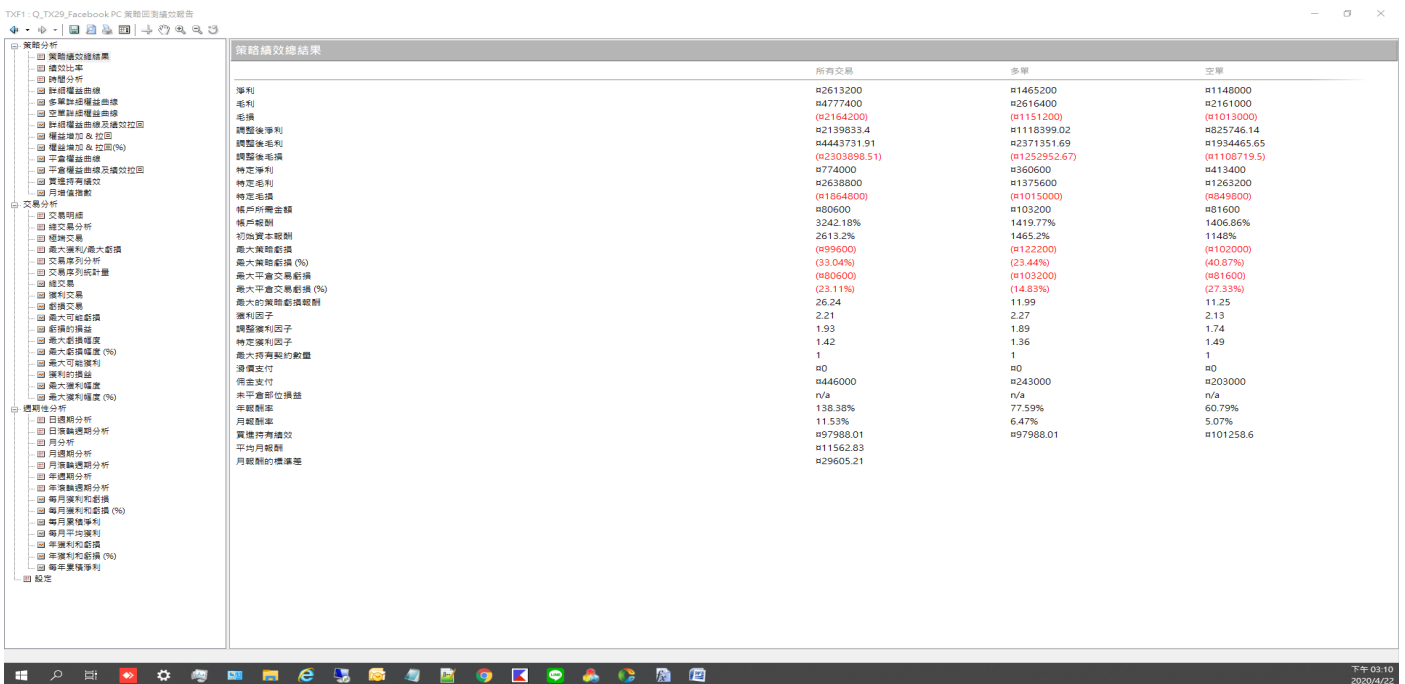 TXF1 : Q_TX29_Facebook PC 策略回測績效報告
策略分析
策略績效總結果
績效比率
時間分析
詳細權益曲線
多單詳細權益曲線
空單詳細權益曲線
詳細權益曲線及績效拉回
權益增加 & 拉回
權益增加 & 拉回(%)
平倉權益曲線
平倉權益曲線及績效拉回
買進持有績效
月增值指數
交易分析
交易明細
總交易分析
極端交易
最大獲利/最大虧損
交易序列分析
交易序列統計量
總交易
獲利交易
虧損交易
最大可能虧損
虧損的損益
最大虧損幅度
最大虧損幅度 (%)
最大可能獲利
獲利的損益
最大獲利幅度
最大獲利幅度 (%)
週期性分析
日週期分析
日滾輪週期分析
月分析
月週期分析
月滾輪週期分析
年週期分析
年滾輪週期分析
每月獲利和虧損
每月獲利和虧損 (%)
每月累積淨利
每月平均獲利
年獲利和虧損
年獲利和虧損 (%)
每年累積淨利
設定
策略績效總結果
所有交易 多單 空單
淨利 ¤2613200 ¤1465200 ¤1148000
毛利 ¤4777400 ¤2616400 ¤2161000
毛損 (¤2164200) (¤1151200) (¤1013000)
調整後淨利 ¤2139833.4 ¤1118399.02 ¤825746.14
調整後毛利 ¤4443731.91 ¤2371351.69 ¤1934465.65
調整後毛損 (¤2303898.51) (¤1252952.67) (¤1108719.5)
特定淨利 ¤774000 ¤360600 ¤413400
特定毛利 ¤2638800 ¤1375600 ¤1263200
特定毛損 (¤1864800) (¤1015000) (¤849800)
帳戶所需金額 ¤80600 ¤103200 ¤81600
帳戶報酬 3242.18% 1419.77% 1406.86%
初始資本報酬 2613.2% 1465.2% 1148%
最大策略虧損 (¤99600) (¤122200) (¤102000)
最大策略虧損 (%) (33.04%) (23.44%) (40.87%)
最大平倉交易虧損 (¤80600) (¤103200) (¤81600)
最大平倉交易虧損 (%) (23.11%) (14.83%) (27.33%)
最大的策略虧損報酬 26.24 11.99 11.25
獲利因子 2.21 2.27 2.13
調整獲利因子 1.93 1.89 1.74
特定獲利因子 1.42 1.36 1.49
最大持有契約數量 1 1 1
滑價支付 ¤0 ¤0 ¤0
佣金支付 ¤446000 ¤243000 ¤203000
未平倉部位損益 n/a n/a n/a
年報酬率 138.38% 77.59% 60.79%
月報酬率 11.53% 6.47% 5.07%
買進持有績效 ¤97988.01 ¤97988.01 ¤101258.6
平均月報酬 ¤11562.83
月報酬的標準差 ¤29605.21
下午 03:10
2020/4/22